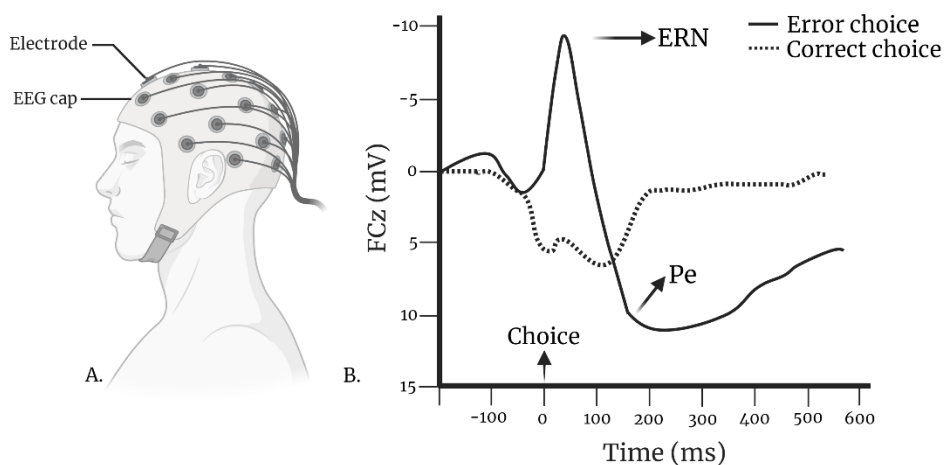 Electrode
EEG cap
A.
B.
FCz (mV)
-10
-5
0
5
10
15
ERN
Error choice
Correct choice
Pe
Choice
-100
0
100
200
300
400
500
600
Time (ms)